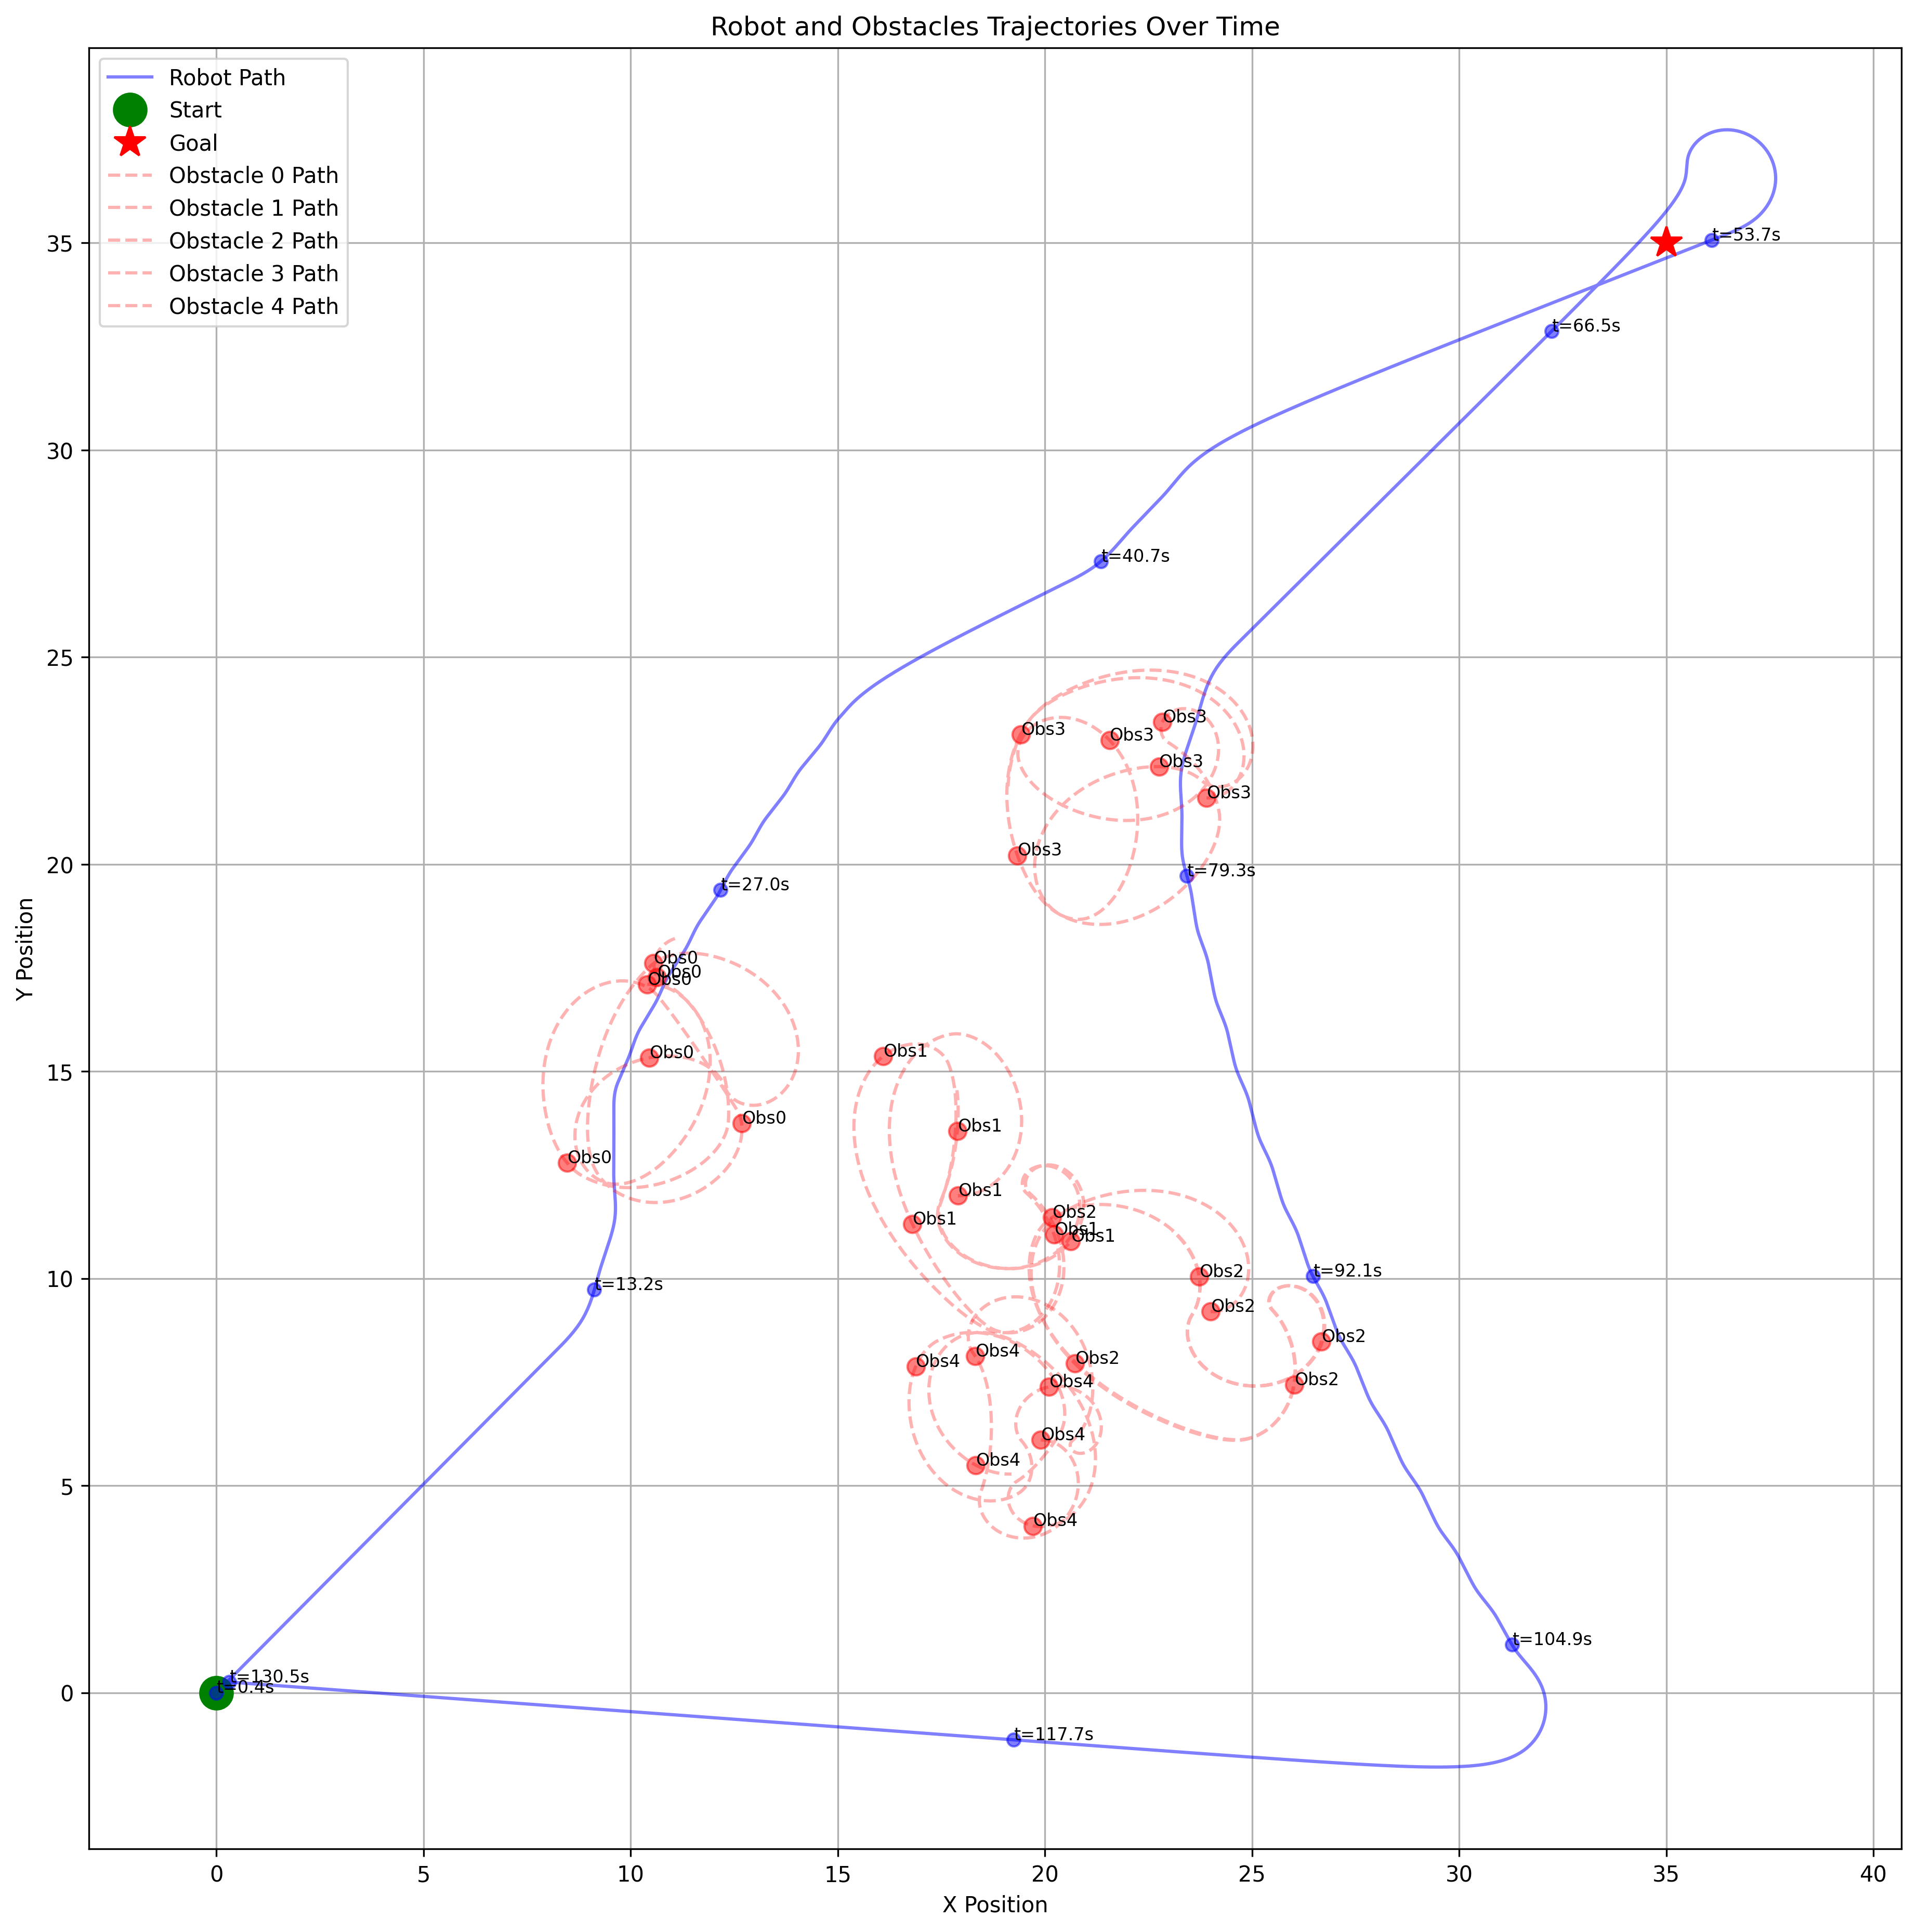 Robot and Obstacles Trajectories Over Time
Robot Path
Start
Goal
Obstacle 0 Path
Obstacle 1 Path
Obstacle 2 Path
Obstacle 3 Path
Obstacle 4 Path
t=53.7s
t=66.5s
t=40.7s
Obs3
Obs3
Obs3
Obs3
Obs3
Obs3
t=79.3s
t=27.0s
Obs0
Obs0
Obs0
Obs0
Obs0
Obs0
Obs1
Obs1
Obs1
Obs1
Obs2
Obs1
Obs1
t=13.2s
Obs2
t=92.1s
Obs2
Obs2
Obs2
Obs2
Obs4
Obs4
Obs4
Obs4
Obs4
Obs4
t=104.9s
t=130.5s
t=0.4s
t=117.7s
35
30
25
20
15
10
5
0
Y Position
0 5 10 15 20 25 30 35 40
X Position